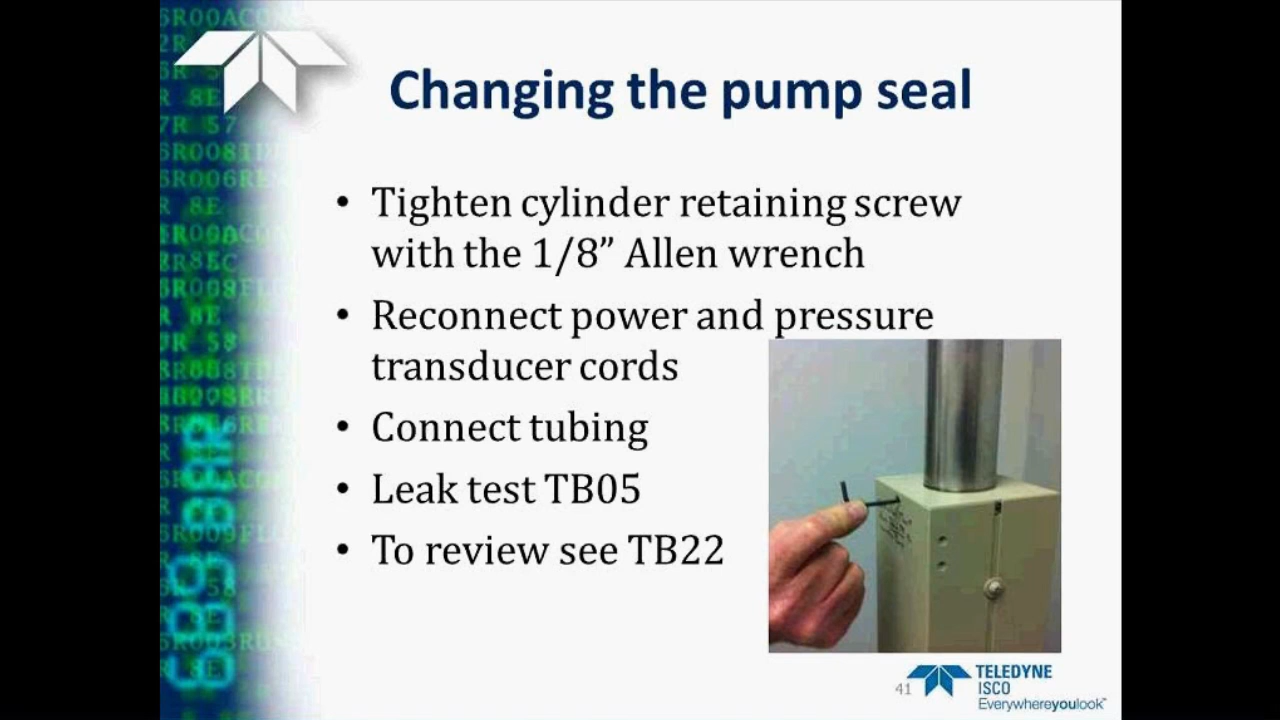 Changing the pump seal
• Tighten cylinder retaining screw
with the 1/8” Allen wrench
• Reconnect power and pressure
transducer cords
• Connect tubing
• Leak test TB05
• To review see TB22
41
TELEDYNE
ISCO
Everywhereyoulook™